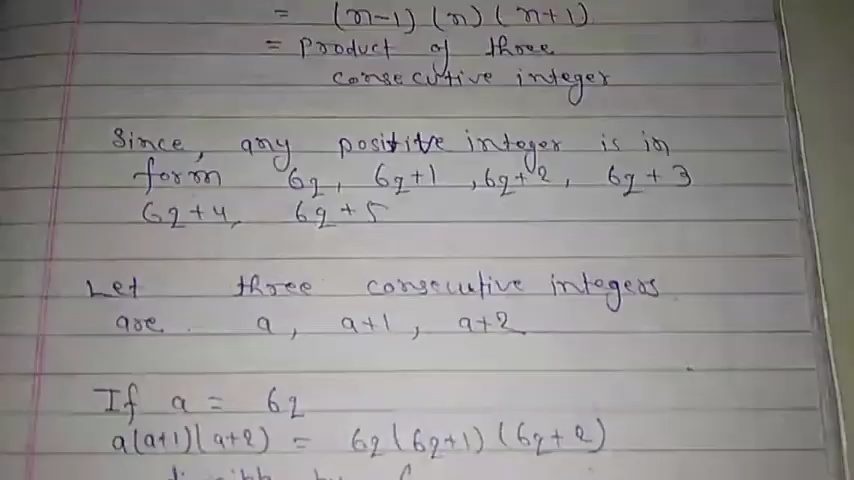 = (n-1) (n) (n+1)
= product of three
consecutive integer
Since, any positive integer is in
form 6q, 6q+1, 6q+2, 6q+3
6q+4, 6q+5
Let three consecutive integers
are a, a+1, a+2
If a = 6q
a(a+1)(a+2) = 6q(6q+1)(6q+2)